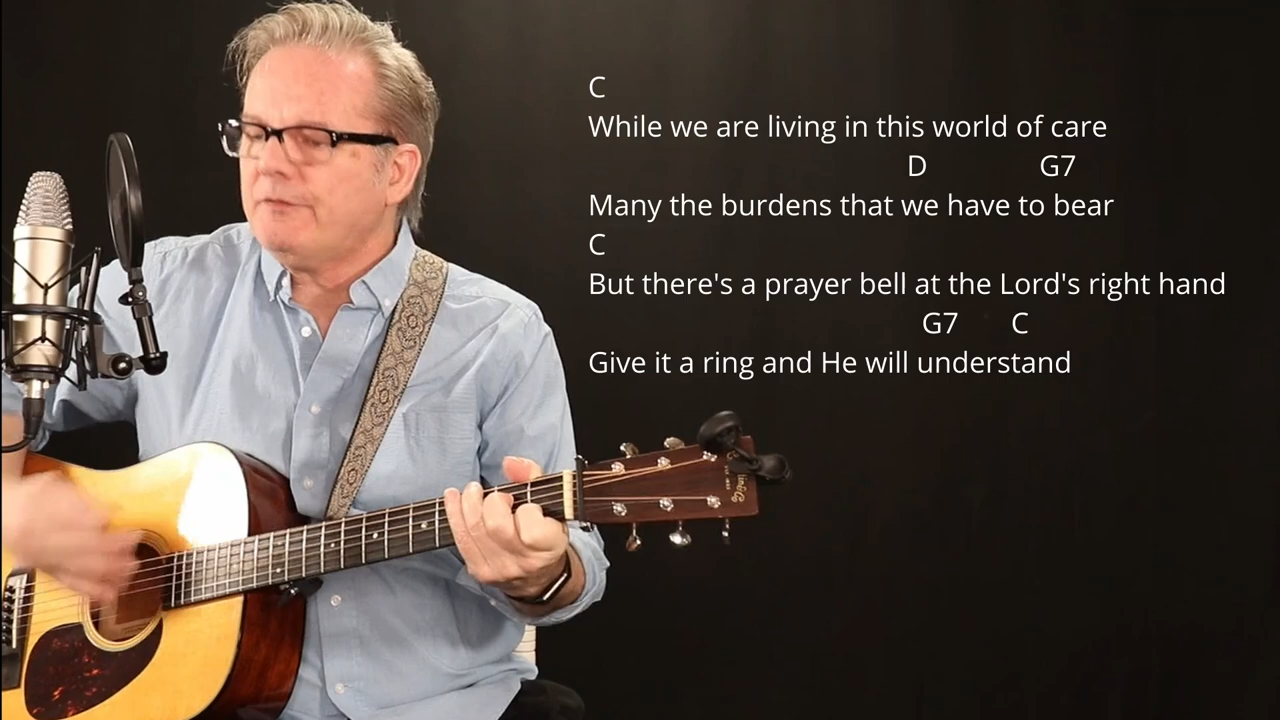 C
While we are living in this world of care
D G7
Many the burdens that we have to bear
C
But there's a prayer bell at the Lord's right hand
G7 C
Give it a ring and He will understand